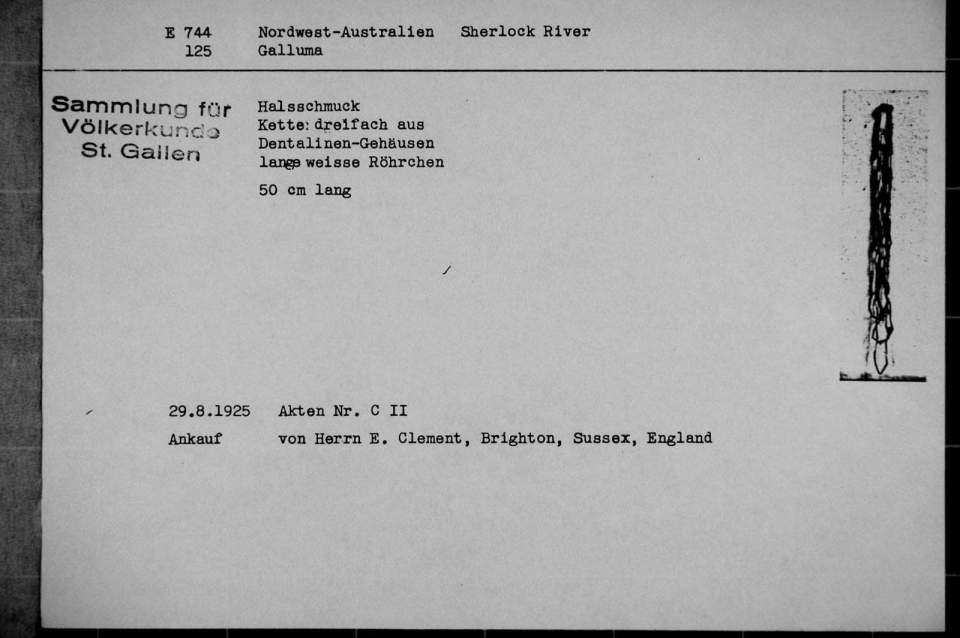 E 744 Nordwest-Australien Sherlock River
125 Galluma
Sammlung für
Völkerkunde
St. Gallen
Halsschmuck
Kette: dreifach aus
Dentalinen-Gehäusen
lange weisse Röhrchen
50 cm lang
29.8.1925 Akten Nr. C II
Ankauf von Herrn E. Clement, Brighton, Sussex, England